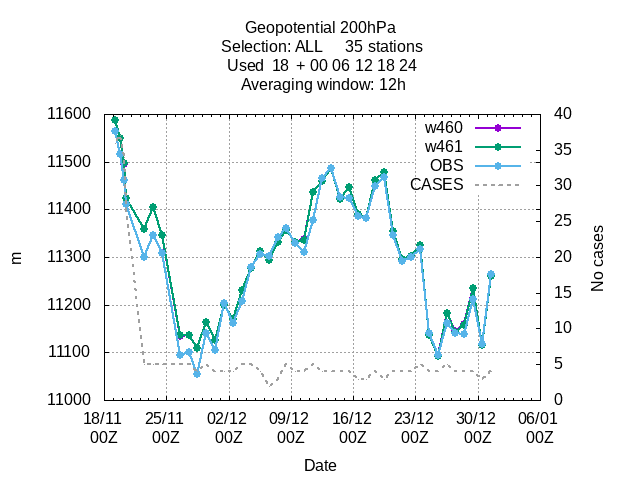 Geopotential 200hPa
Selection: ALL     35 stations
Used  18  + 00 06 12 18 24
Averaging window: 12h
11600
11500
11400
11300
11200
11100
11000
m
w460
w461
OBS
CASES
40
35
30
25
20
15
10
5
0
No cases
18/11 25/11 02/12 09/12 16/12 23/12 30/12 06/01
00Z 00Z 00Z 00Z 00Z 00Z 00Z 00Z
Date